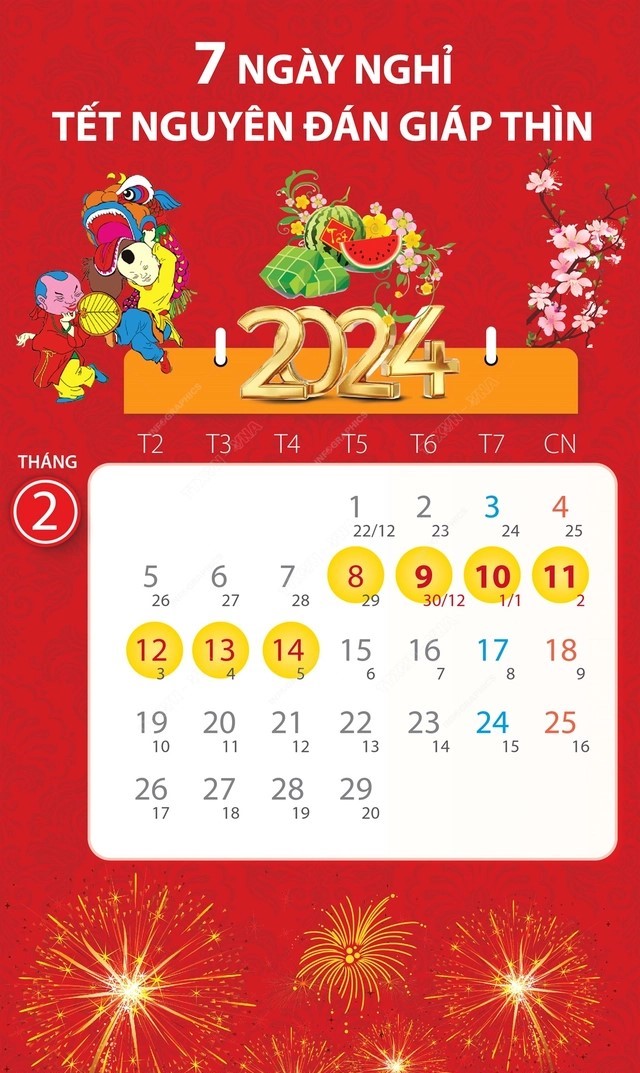 7 NGÀY NGHỈ
TẾT NGUYÊN ĐÁN GIÁP THÌN
2024
T2 T3 T4 T5 T6 T7 CN
THÁNG
2
1 2 3 4
22/12 23 24 25
5 6 7 8 9 10 11
26 27 28 29 30/12 1/1 2
12 13 14 15 16 17 18
3 4 5 6 7 8 9
19 20 21 22 23 24 25
10 11 12 13 14 15 16
26 27 28 29
17 18 19 20